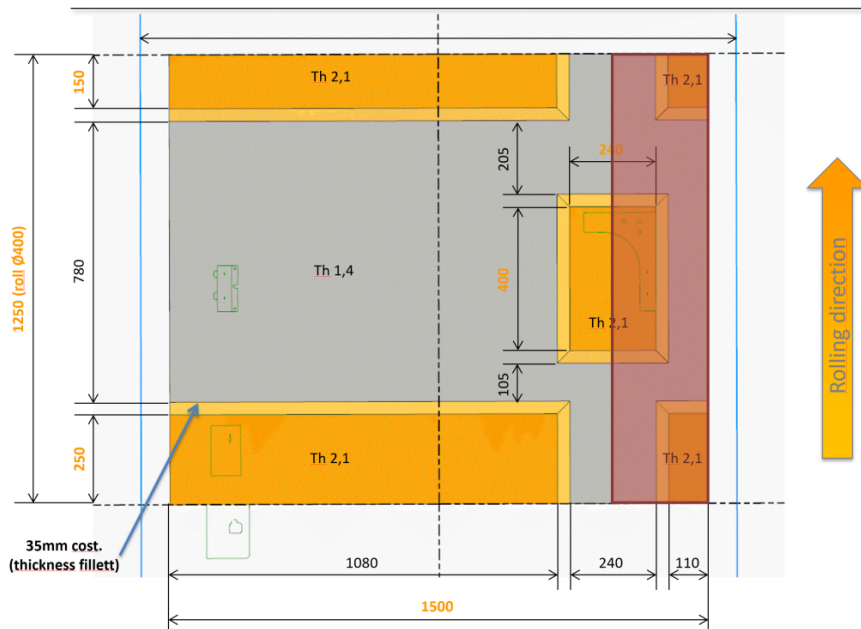 Th 2,1
Th 2,1
150
205
240
1250 (roll Ø400)
780
Th 1,4
400
Th 2,1
Rolling direction
105
250
Th 2,1
Th 2,1
35mm cost.
(thickness fillett)
1080
240
110
1500